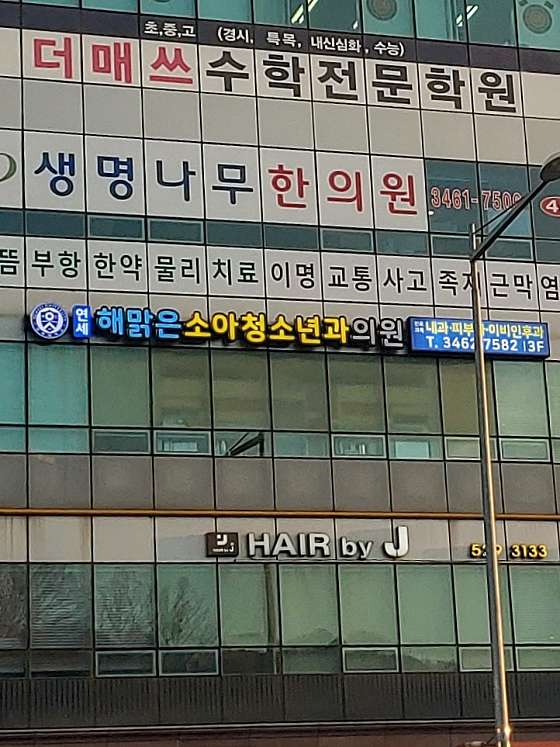 초,중,고 (경시, 특목, 내신심화, 수능)
더매쓰수학전문학원
생명나무한의원 3461-750
4
뜸 부항 한약 물리치료 이명 교통사고 족저근막염
연세 해맑은소아청소년과의원
내과·피부과·이비인후과
T. 3462-7582 3F
HAIR by J
529 3133